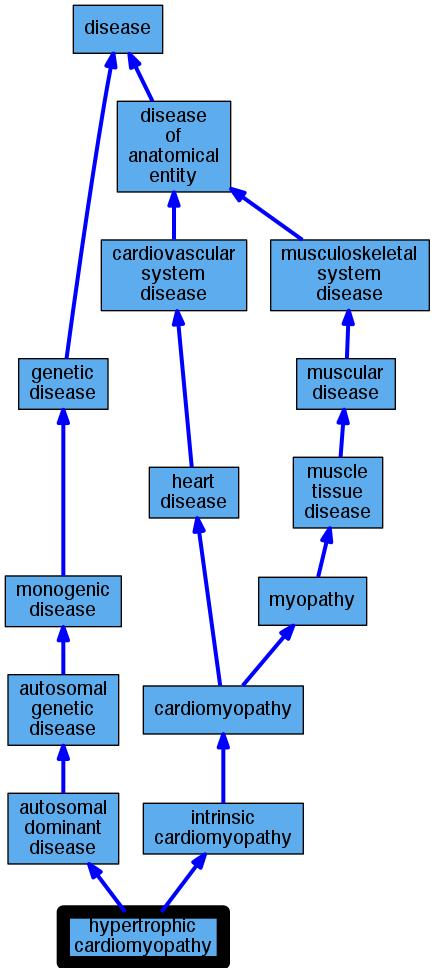 disease
disease
of
anatomical
entity
cardiovascular
system
disease
musculoskeletal
system
disease
genetic
disease
muscular
disease
heart
disease
muscle
tissue
disease
monogenic
disease
myopathy
autosomal
genetic
disease
cardiomyopathy
autosomal
dominant
disease
intrinsic
cardiomyopathy
hypertrophic
cardiomyopathy